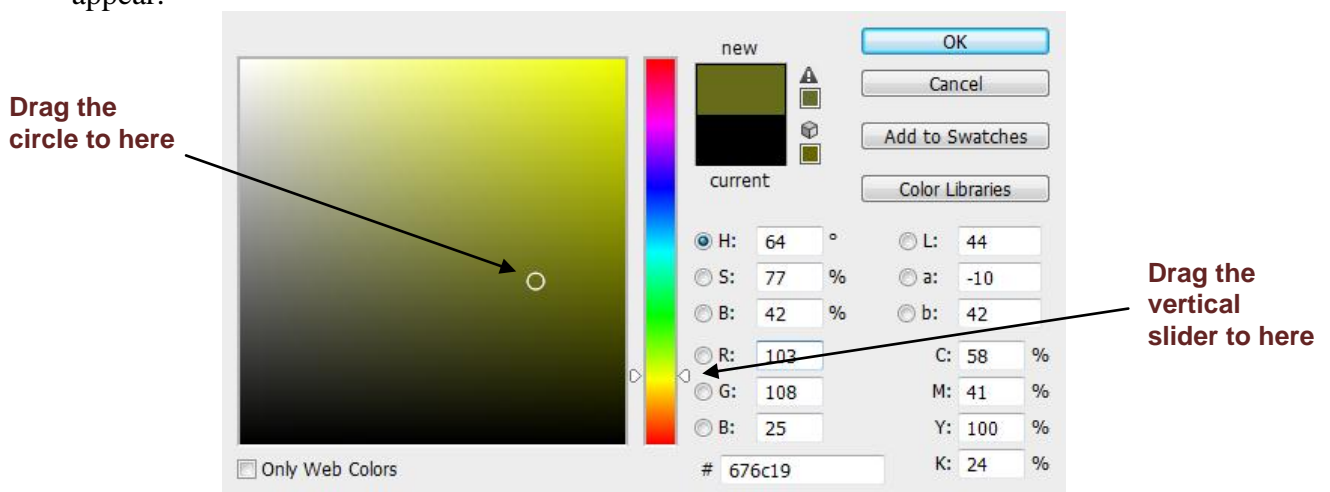 appear.
Drag the
circle to here
new
current
OK
Cancel
Add to Swatches
Color Libraries
H: 64 °
S: 77 %
B: 42 %
R: 103
G: 108
B: 25
# 676c19
L: 44
a: -10
b: 42
C: 58 %
M: 41 %
Y: 100 %
K: 24 %
Only Web Colors
Drag the
vertical
slider to here